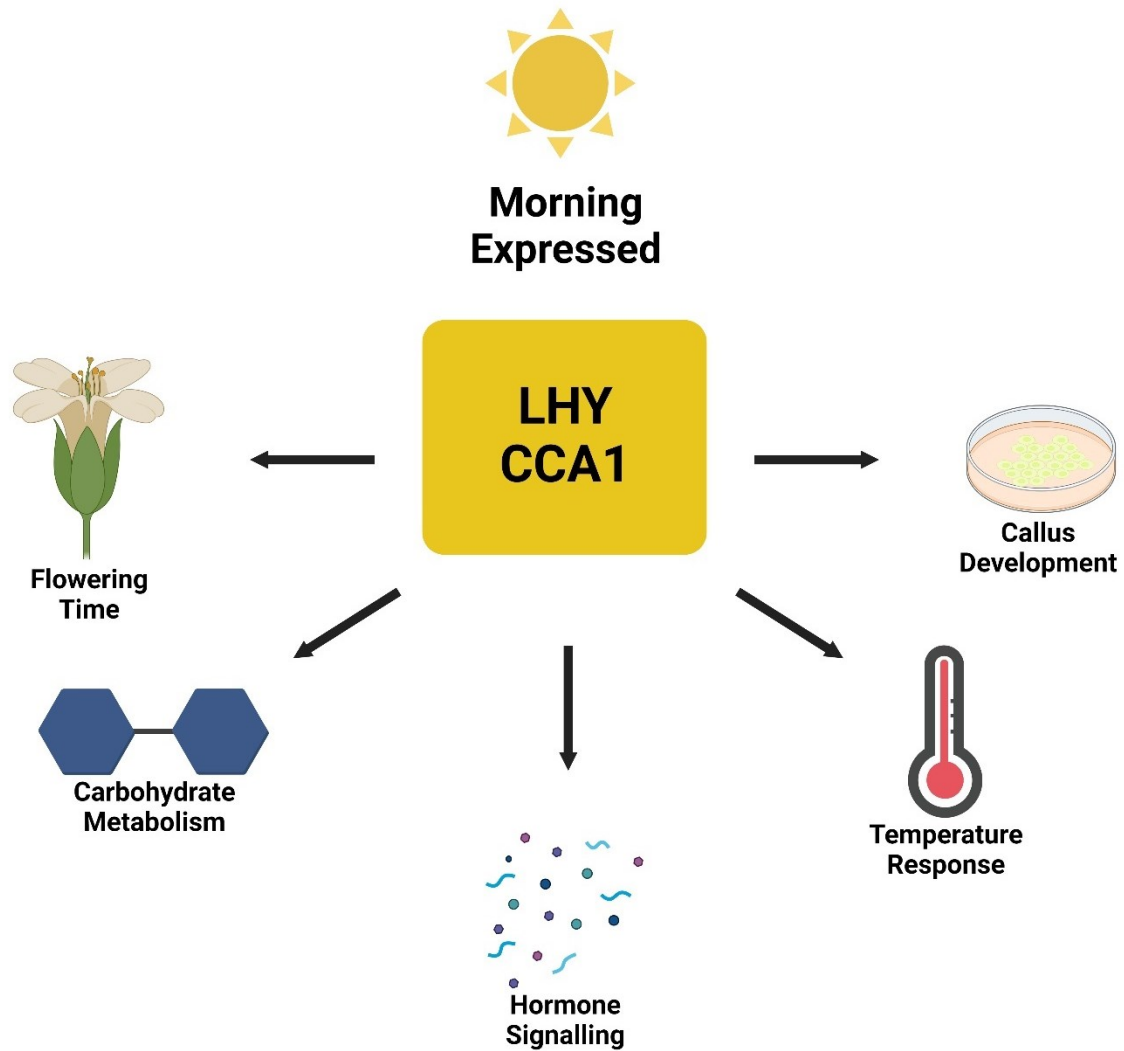 Morning
Expressed
LHY
CCA1
Flowering
Time
Callus
Development
Carbohydrate
Metabolism
Temperature
Response
Hormone
Signalling